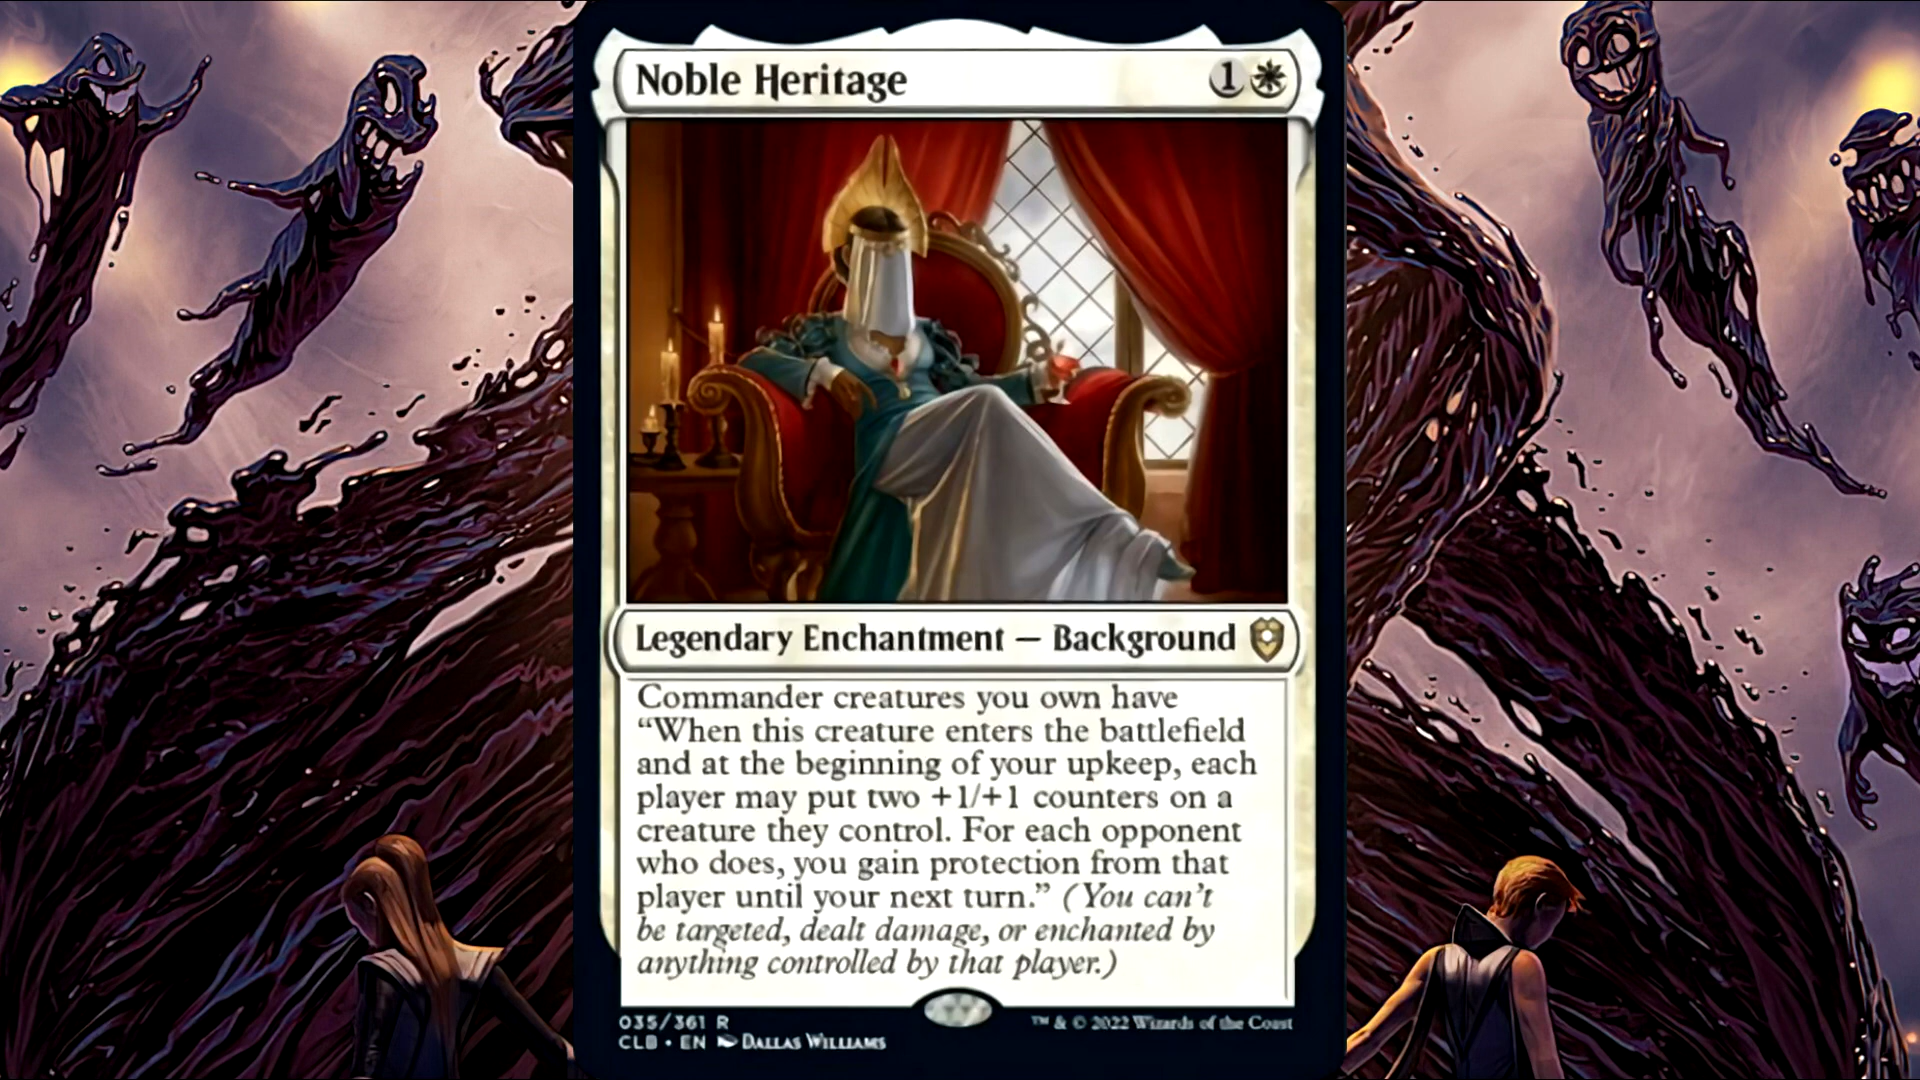 Noble Heritage 1
Legendary Enchantment — Background
Commander creatures you own have
“When this creature enters the battlefield
and at the beginning of your upkeep, each
player may put two +1/+1 counters on a
creature they control. For each opponent
who does, you gain protection from that
player until your next turn.” (You can’t
be targeted, dealt damage, or enchanted by
anything controlled by that player.)
035/361 R
™ & © 2022 Wizards of the Coast
CLB • EN Dallas Williams